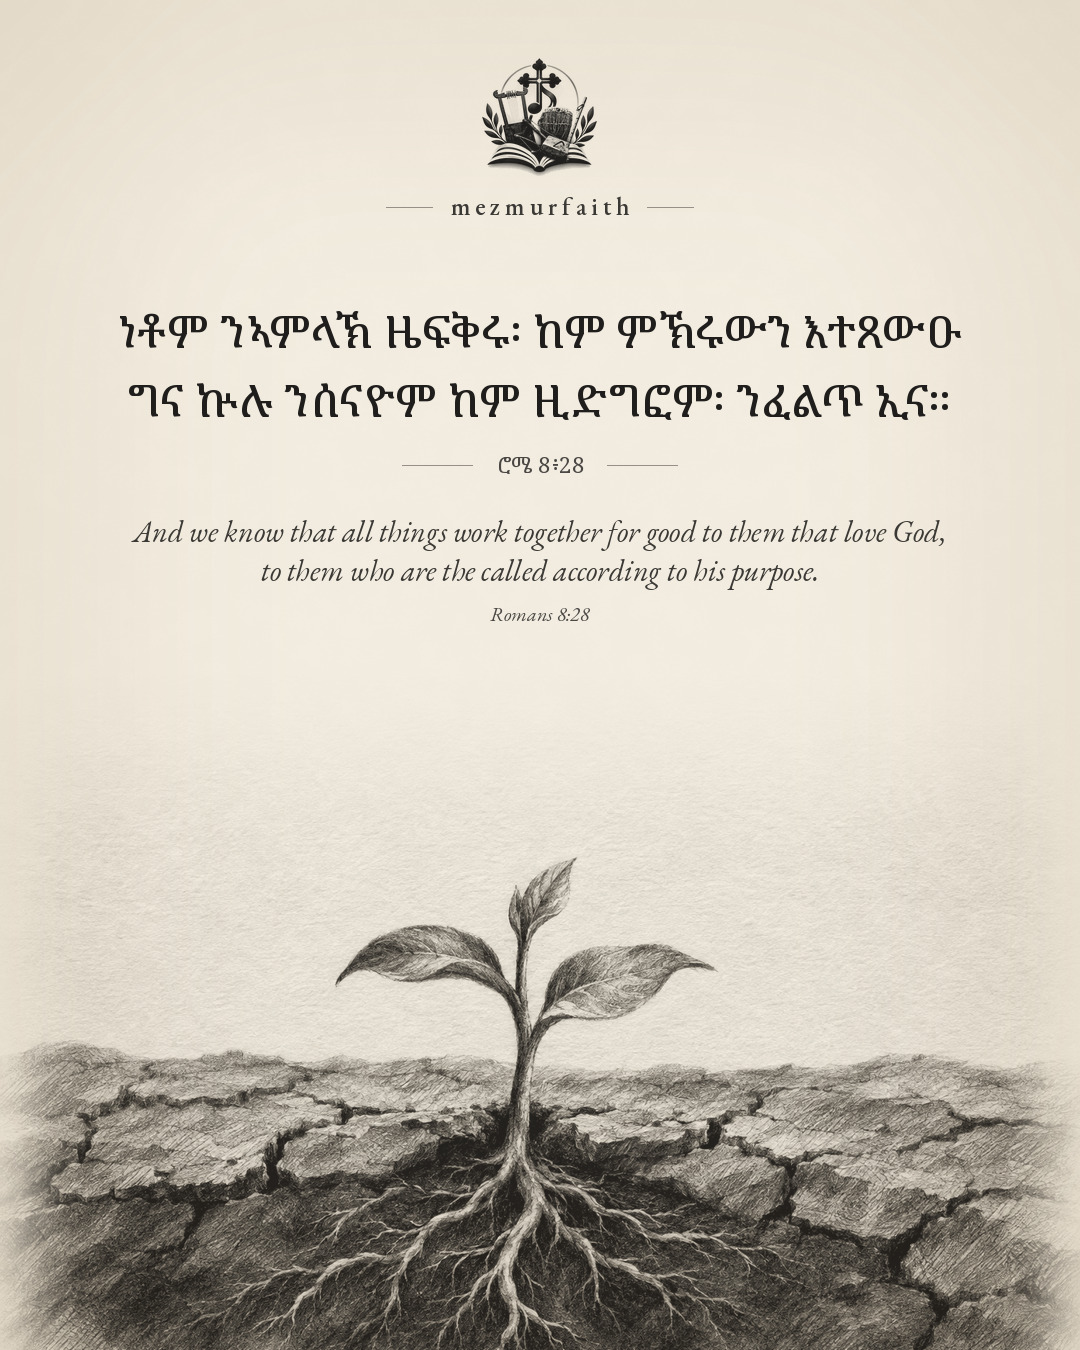 mezmurfaith
ነቶም ንኣምላኽ ዜፍቅሩ፡ ከም ምኽሩውን እተጸውዑ
ግና ኲሉ ንሰናዮም ከም ዚድግፎም፡ ንፈልጥ ኢና።
ሮሜ 8፥28
And we know that all things work together for good to them that love God,
to them who are the called according to his purpose.
Romans 8:28